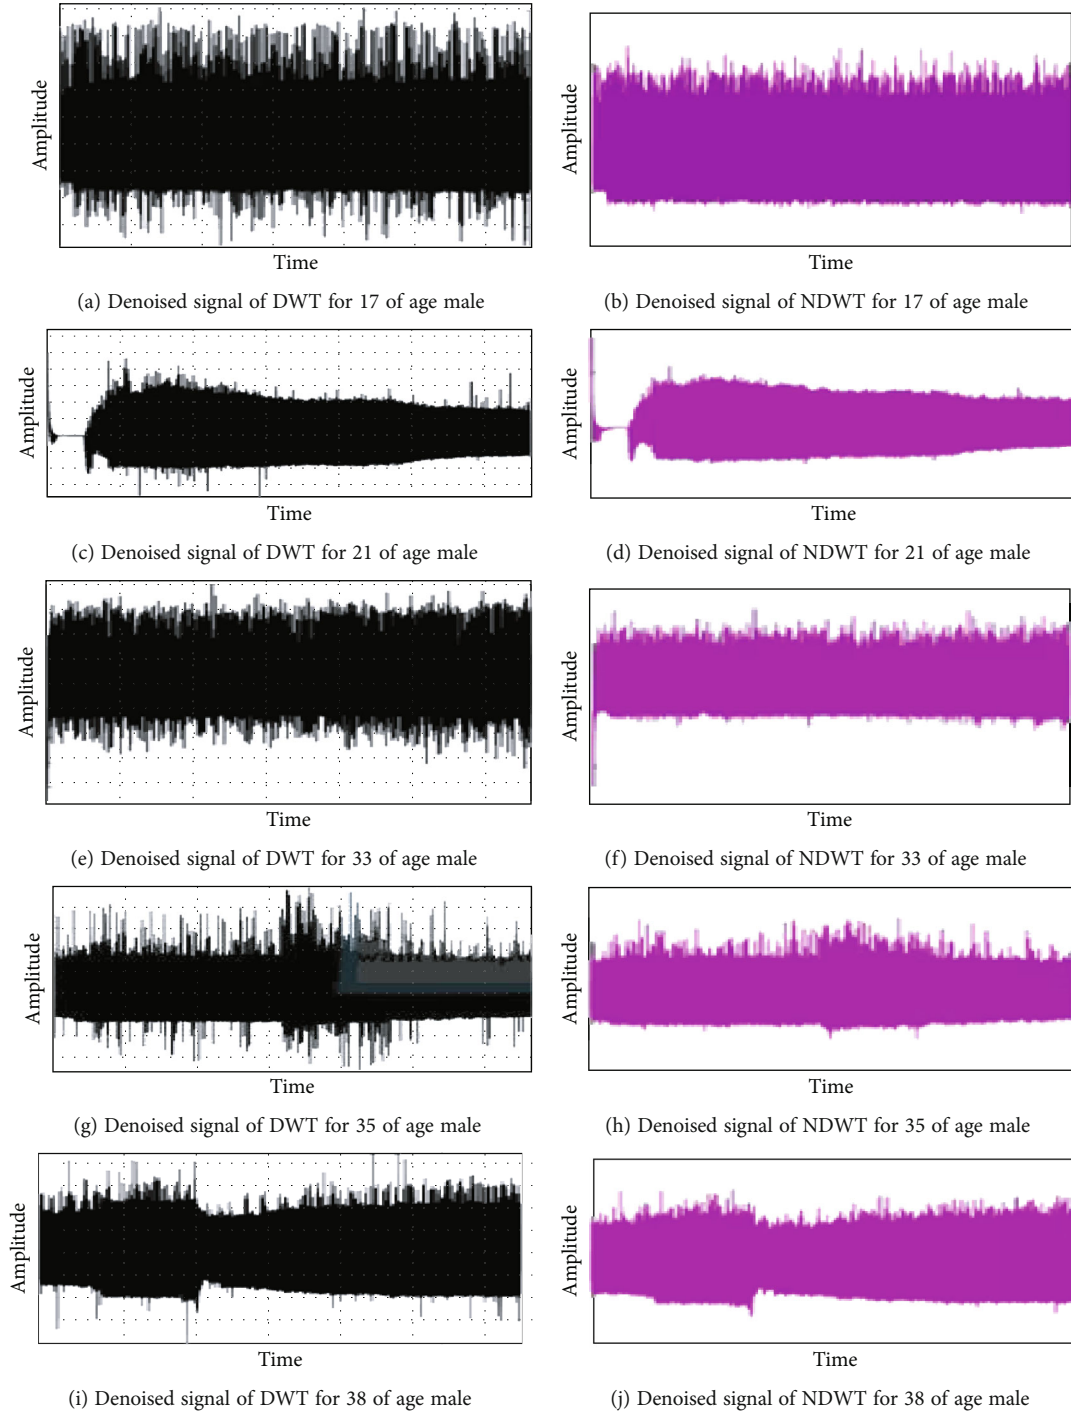 Amplitude
Time
(a) Denoised signal of DWT for 17 of age male
Amplitude
Time
(b) Denoised signal of NDWT for 17 of age male
Amplitude
Time
(c) Denoised signal of DWT for 21 of age male
Amplitude
Time
(d) Denoised signal of NDWT for 21 of age male
Amplitude
Time
(e) Denoised signal of DWT for 33 of age male
Amplitude
Time
(f) Denoised signal of NDWT for 33 of age male
Amplitude
Time
(g) Denoised signal of DWT for 35 of age male
Amplitude
Time
(h) Denoised signal of NDWT for 35 of age male
Amplitude
Time
(i) Denoised signal of DWT for 38 of age male
Amplitude
Time
(j) Denoised signal of NDWT for 38 of age male